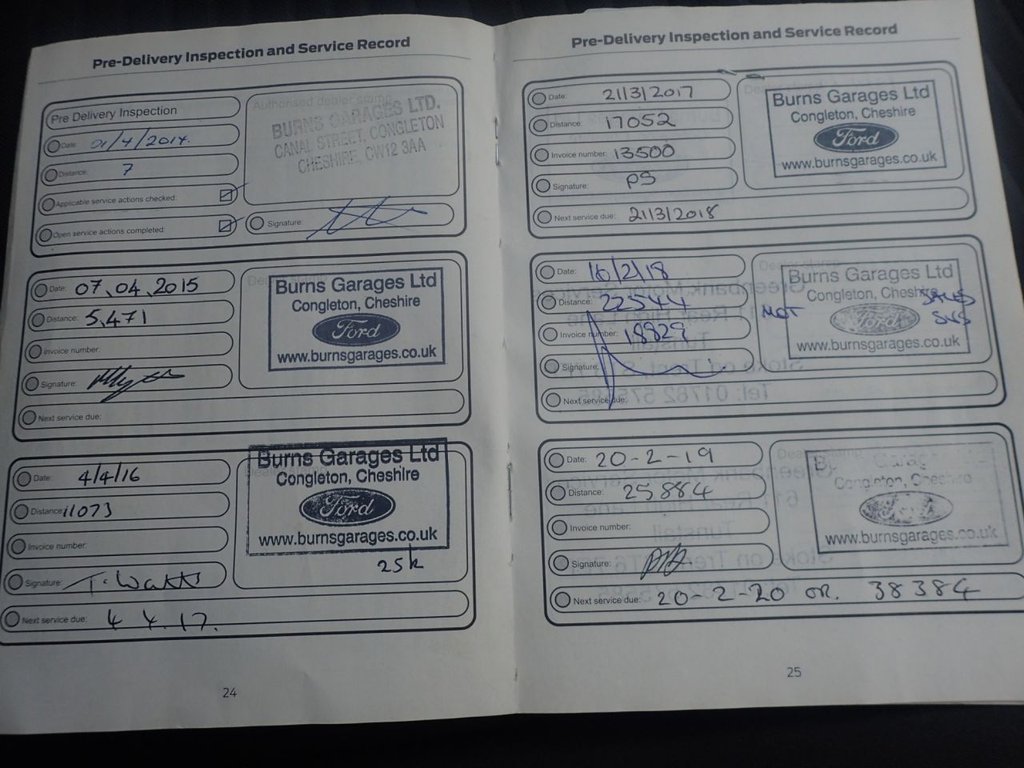 Pre-Delivery Inspection and Service Record
Pre Delivery Inspection
Date: 01/4/2014.
Distance: 7
Applicable service actions checked:
Open service actions completed:
Authorised dealer stamp
BURNS GARAGES LTD.
CANAL STREET, CONGLETON
CHESHIRE, CW12 3AA
Signature:
Date: 07.04.2015
Distance: 5,471
Invoice number:
Signature:
Next service due:
Burns Garages Ltd
Congleton, Cheshire
Ford
www.burnsgarages.co.uk
Date: 4/4/16
Distance: 11073
Invoice number:
Signature: T. Watts
Next service due: 4 4.17.
Burns Garages Ltd
Congleton, Cheshire
Ford
www.burnsgarages.co.uk
25k
24
Pre-Delivery Inspection and Service Record
Date: 21/3/2017
Distance: 17052
Invoice number: 13500
Signature: PS
Next service due: 21/3/2018
Burns Garages Ltd
Congleton, Cheshire
Ford
www.burnsgarages.co.uk
Date: 16/2/18
Distance: 22544
Invoice number: 18829
Signature:
Next service due:
Burns Garages Ltd
Congleton, Cheshire
Ford
www.burnsgarages.co.uk
MOT
Date: 20-2-19
Distance: 25884
Invoice number:
Signature:
Next service due: 20-2-20 OR. 38384
Congleton, Cheshire
www.burnsgarages.co.uk
25